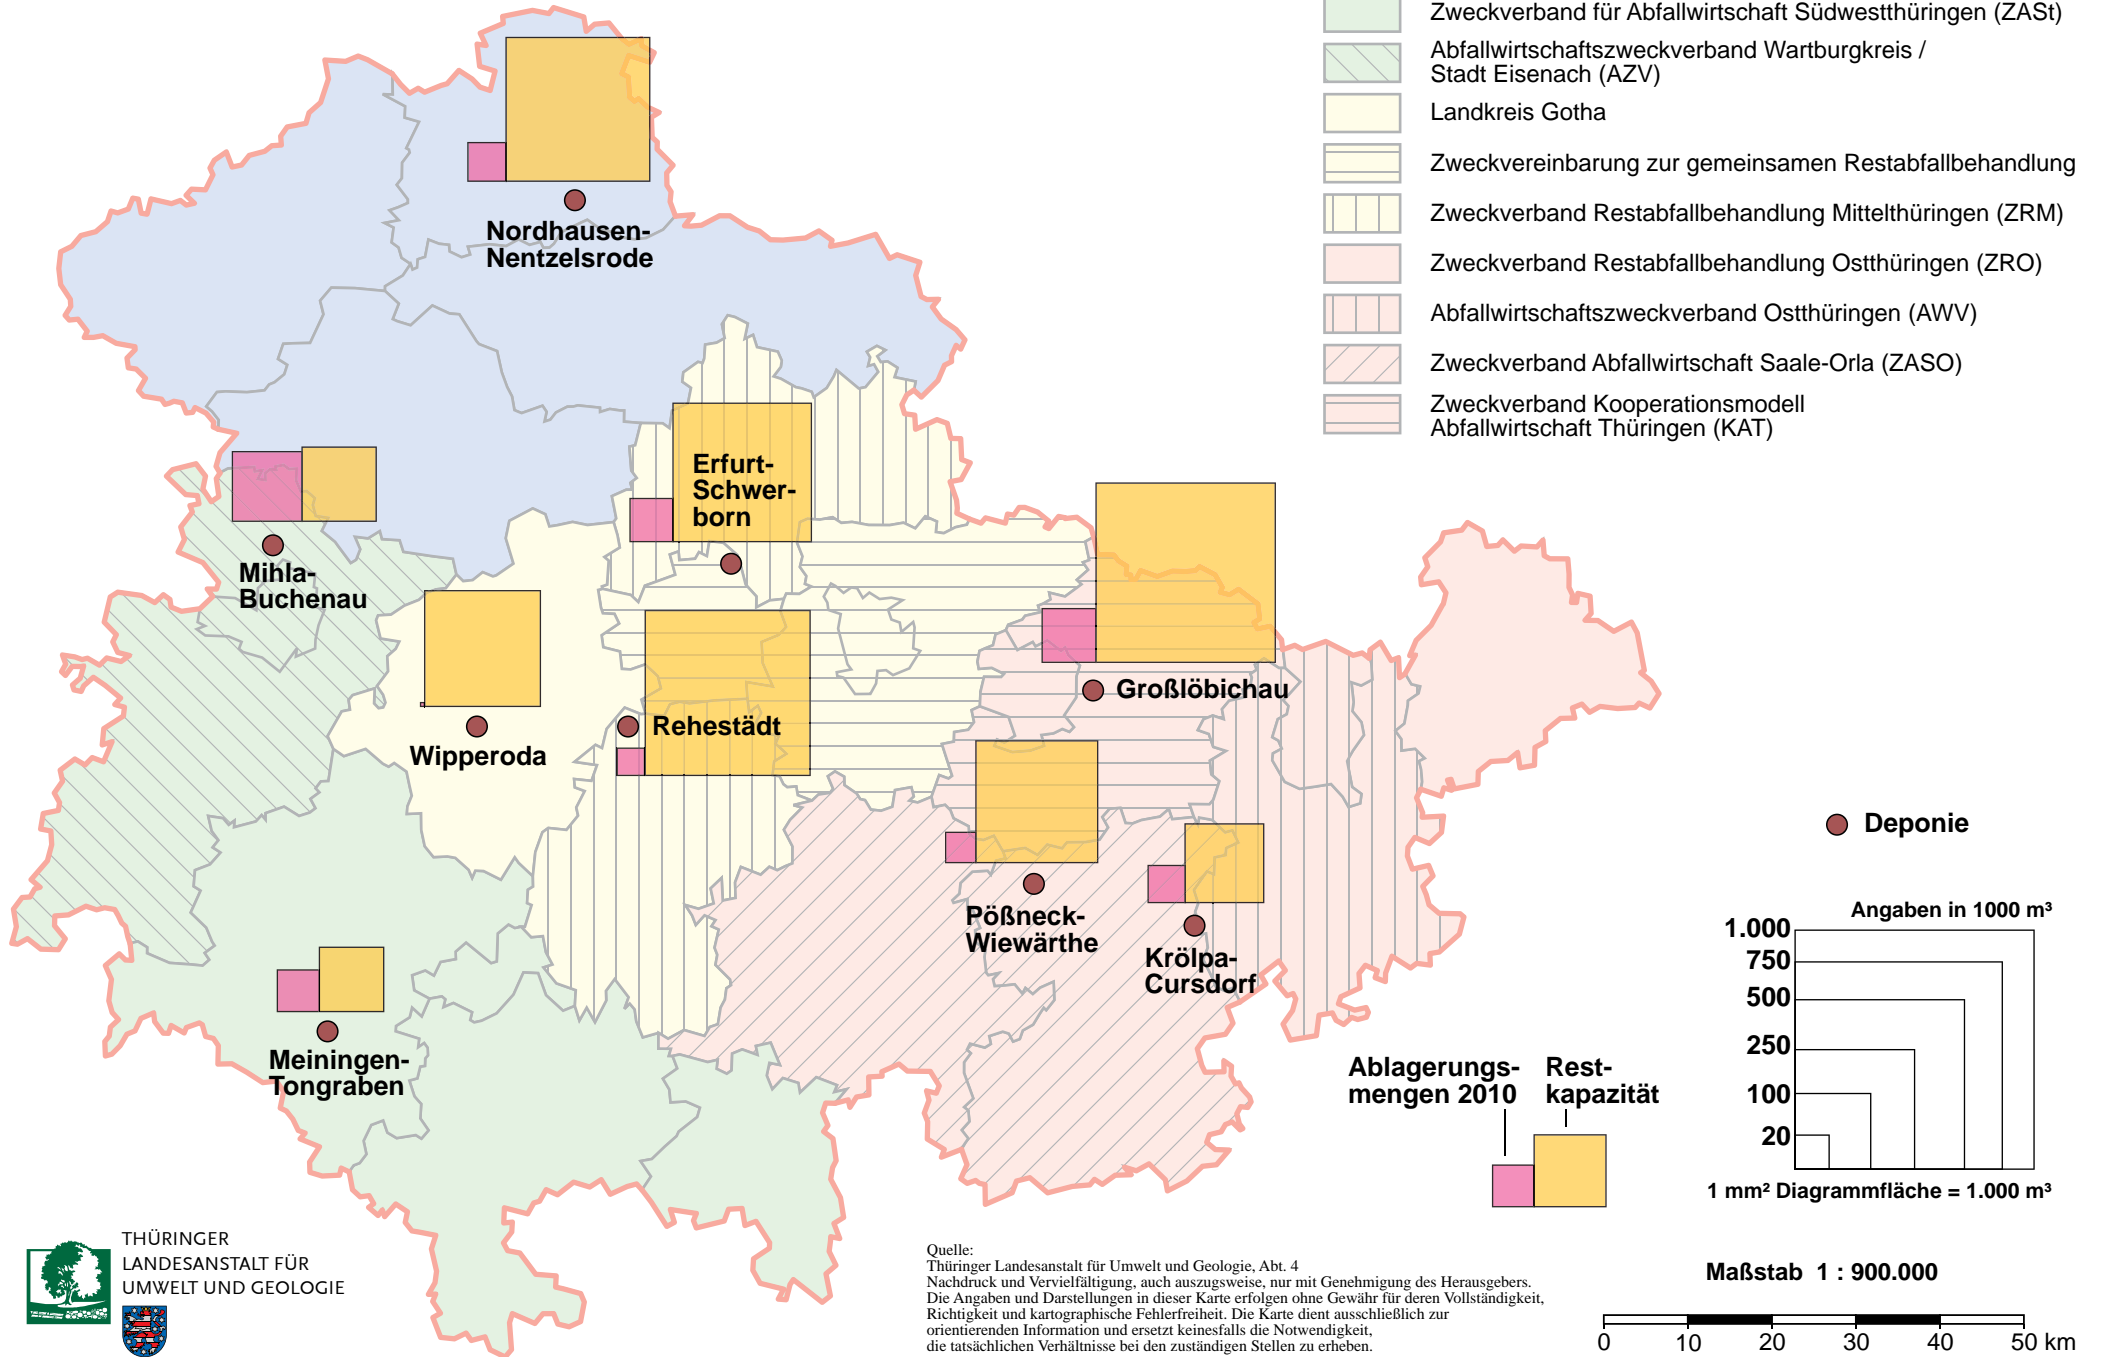 Zweckverband für Abfallwirtschaft Südwestthüringen (ZASt)
Abfallwirtschaftszweckverband Wartburgkreis /
Stadt Eisenach (AZV)
Landkreis Gotha
Zweckvereinbarung zur gemeinsamen Restabfallbehandlung
Zweckverband Restabfallbehandlung Mittelthüringen (ZRM)
Zweckverband Restabfallbehandlung Ostthüringen (ZRO)
Abfallwirtschaftszweckverband Ostthüringen (AWV)
Zweckverband Abfallwirtschaft Saale-Orla (ZASO)
Zweckverband Kooperationsmodell
Abfallwirtschaft Thüringen (KAT)
Nordhausen-
Nentzelsrode
Erfurt-
Schwer-
born
Mihla-
Buchenau
Wipperoda
Rehestädt
Großlöbichau
Pößneck-
Wiewärthe
Krölpa-
Cursdorf
Meiningen-
Tongraben
Deponie
Angaben in 1000 m³
1.000
750
500
250
100
20
1 mm² Diagrammfläche = 1.000 m³
Ablagerungs-
mengen 2010
Rest-
kapazität
Maßstab 1 : 900.000
0 10 20 30 40 50 km
THÜRINGER
LANDESANSTALT FÜR
UMWELT UND GEOLOGIE
Quelle:
Thüringer Landesanstalt für Umwelt und Geologie, Abt. 4
Nachdruck und Vervielfältigung, auch auszugsweise, nur mit Genehmigung des Herausgebers.
Die Angaben und Darstellungen in dieser Karte erfolgen ohne Gewähr für deren Vollständigkeit,
Richtigkeit und kartographische Fehlerfreiheit. Die Karte dient ausschließlich zur
orientierenden Information und ersetzt keinesfalls die Notwendigkeit,
die tatsächlichen Verhältnisse bei den zuständigen Stellen zu erheben.